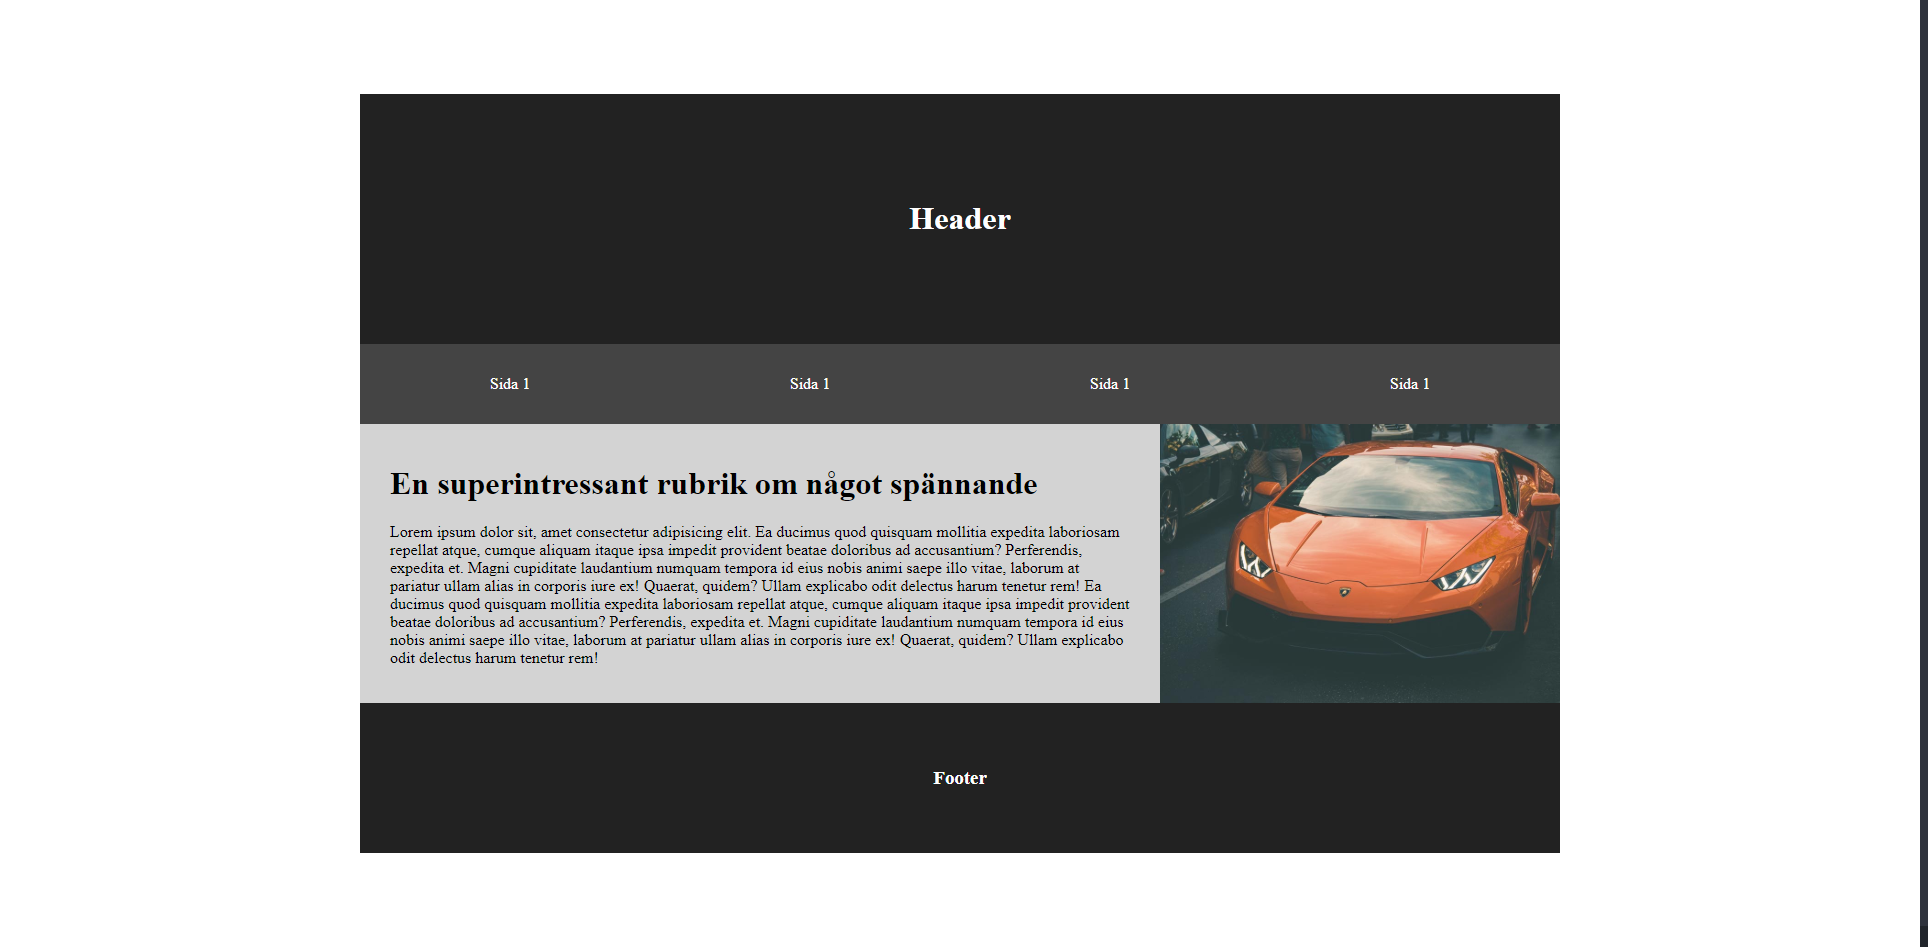 Header
Sida 1 Sida 1 Sida 1 Sida 1
En superintressant rubrik om något spännande
Lorem ipsum dolor sit, amet consectetur adipisicing elit. Ea ducimus quod quisquam mollitia expedita laboriosam
repellat atque, cumque aliquam itaque ipsa impedit provident beatae doloribus ad accusantium? Perferendis,
expedita et. Magni cupiditate laudantium numquam tempora id eius nobis animi saepe illo vitae, laborum at
pariatur ullam alias in corporis iure ex! Quaerat, quidem? Ullam explicabo odit delectus harum tenetur rem! Ea
ducimus quod quisquam mollitia expedita laboriosam repellat atque, cumque aliquam itaque ipsa impedit provident
beatae doloribus ad accusantium? Perferendis, expedita et. Magni cupiditate laudantium numquam tempora id eius
nobis animi saepe illo vitae, laborum at pariatur ullam alias in corporis iure ex! Quaerat, quidem? Ullam explicabo
odit delectus harum tenetur rem!
Footer